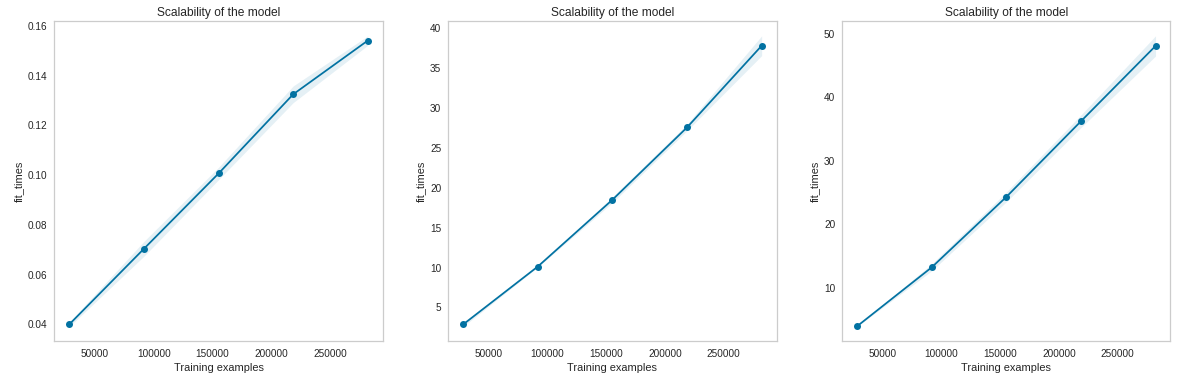 Scalability of the model
0.16
0.14
0.12
0.10
0.08
0.06
0.04
fit_times
50000 100000 150000 200000 250000
Training examples
Scalability of the model
40
35
30
25
20
15
10
5
fit_times
50000 100000 150000 200000 250000
Training examples
Scalability of the model
50
40
30
20
10
fit_times
50000 100000 150000 200000 250000
Training examples